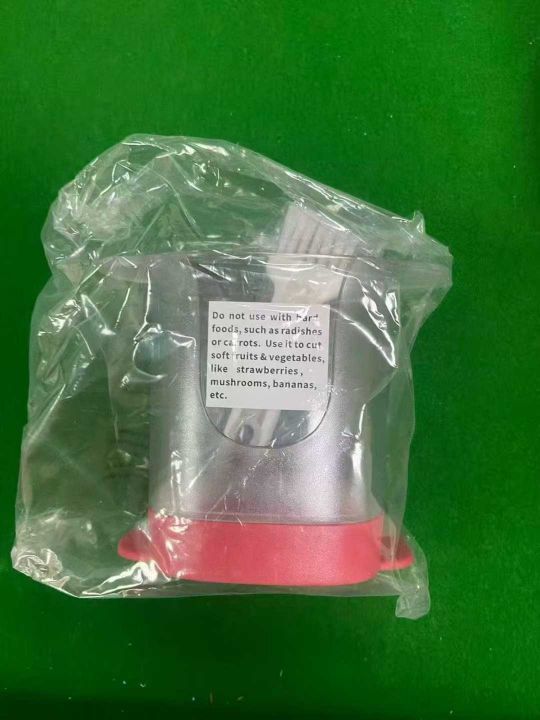 Do not use with hard
foods, such as radishes
or carrots. Use it to cut
soft fruits & vegetables,
like strawberries,
mushrooms, bananas,
etc.